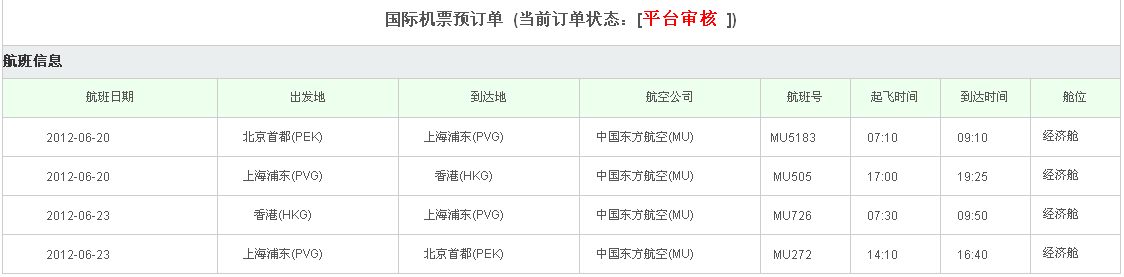 国际机票预订单 (当前订单状态：[平台审核 ])
航班信息
航班日期 出发地 到达地 航空公司 航班号 起飞时间 到达时间 舱位
2012-06-20 北京首都(PEK) 上海浦东(PVG) 中国东方航空(MU) MU5183 07:10 09:10 经济舱
2012-06-20 上海浦东(PVG) 香港(HKG) 中国东方航空(MU) MU505 17:00 19:25 经济舱
2012-06-23 香港(HKG) 上海浦东(PVG) 中国东方航空(MU) MU726 07:30 09:50 经济舱
2012-06-23 上海浦东(PVG) 北京首都(PEK) 中国东方航空(MU) MU272 14:10 16:40 经济舱